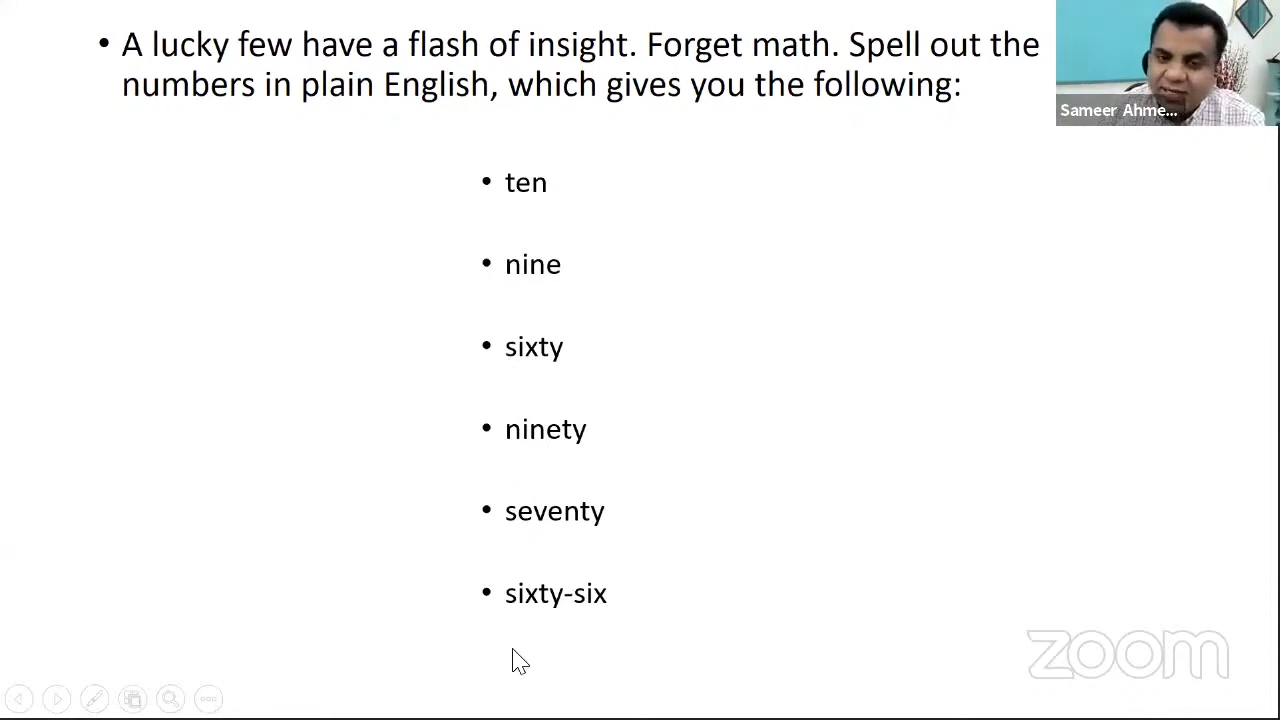 • A lucky few have a flash of insight. Forget math. Spell out the
numbers in plain English, which gives you the following:
Sameer Ahme...
• ten
• nine
• sixty
• ninety
• seventy
• sixty-six
zoom